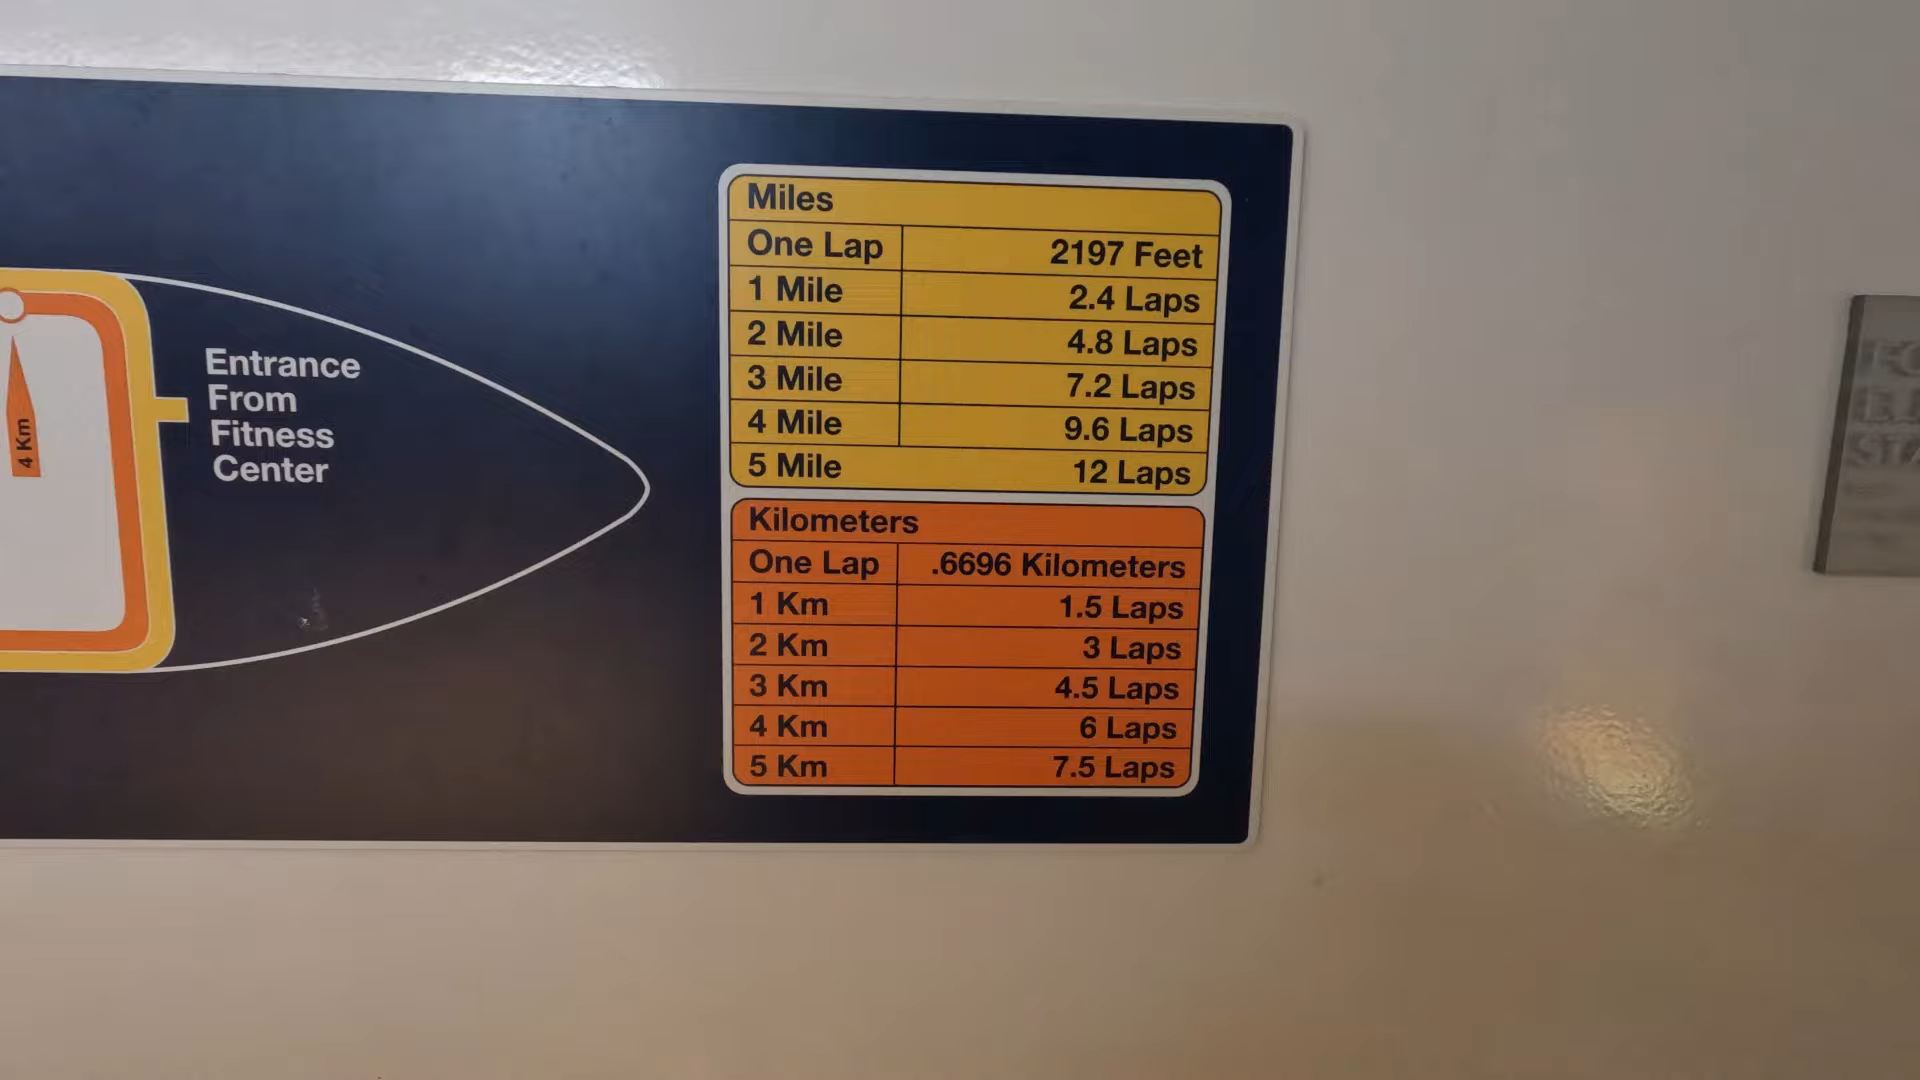 4 Km
Entrance
From
Fitness
Center
Miles
One Lap 2197 Feet
1 Mile 2.4 Laps
2 Mile 4.8 Laps
3 Mile 7.2 Laps
4 Mile 9.6 Laps
5 Mile 12 Laps
Kilometers
One Lap .6696 Kilometers
1 Km 1.5 Laps
2 Km 3 Laps
3 Km 4.5 Laps
4 Km 6 Laps
5 Km 7.5 Laps